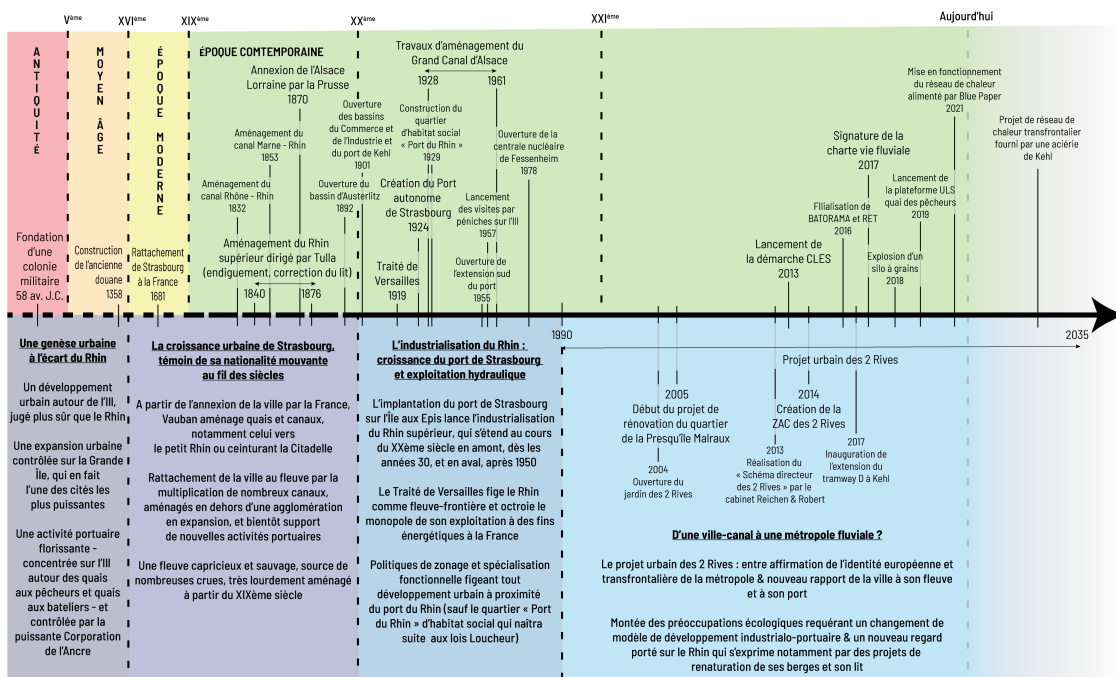 Vème
XVIème
XIXème
XXème
XXIème
Aujourd'hui
ANTIQUITÉ
MOYEN ÂGE
ÉPOQUE MODERNE
ÉPOQUE COMTEMPORAINE
Fondation
d'une
colonie
militaire
58 av. J.C.
Construction
de l'ancienne
douane
1358
Rattachement
de Strasbourg
à la France
1681
Annexion de l'Alsace
Lorraine par la Prusse
1870
Aménagement du
canal Marne - Rhin
1853
Aménagement du
canal Rhône - Rhin
1832
Aménagement du Rhin
supérieur dirigé par Tulla
(endiguement, correction du lit)
1840
1876
Ouverture
des bassins
du Commerce et
de l'Industrie et
du port de Kehl
1901
Ouverture du
bassin d'Austerlitz
1892
Travaux d'aménagement du
Grand Canal d'Alsace
1928
1961
Construction du
quartier
d'habitat social
« Port du Rhin »
1929
Création du Port
autonome
de Strasbourg
1924
Traité de
Versailles
1919
Ouverture de la
centrale nucléaire
de Fessenheim
1978
Lancement
des visites par
péniches sur l'Ill
1957
Ouverture de
l'extension sud
du port
1955
Lancement de
la démarche CLES
2013
Signature de la
charte vie fluviale
2017
FIlialisation de
BATORAMA et RET
2016
Explosion d'un
silo à grains
2018
Lancement de
la plateforme ULS
quai des pêcheurs
2019
Mise en fonctionnement
du réseau de chaleur
alimenté par Blue Paper
2021
Projet de réseau de
chaleur transfrontalier
fourni par une aciérie
de Kehl
1990
2035
Projet urbain des 2 Rives
2005
Début du projet de
rénovation du quartier
de la Presqu'île Malraux
2004
Ouverture du
jardin des 2 Rives
2014
Création de la
ZAC des 2 Rives
2013
Réalisation du
« Schéma directeur
des 2 Rives » par le
cabinet Reichen & Robert
2017
Inauguration de
l'extension du
tramway D à Kehl
Une genèse urbaine
à l'écart du Rhin
Un développement
urbain autour de l'Ill,
jugé plus sûr que le Rhin
Une expansion urbaine
contrôlée sur la Grande
Île, qui en fait
l'une des cités les
plus puissantes
Une activité portuaire
florissante -
concentrée sur l'Ill
autour des quais
aux pêcheurs et quais
aux bateliers - et
contrôlée par la
puissante Corporation
de l'Ancre
La croissance urbaine de Strasbourg,
témoin de sa nationalité mouvante
au fil des siècles
A partir de l'annexion de la ville par la France,
Vauban aménage quais et canaux,
notamment celui vers
le petit Rhin ou ceinturant la Citadelle
Rattachement de la ville au fleuve par la
multiplication de nombreux canaux,
aménagés en dehors d'une agglomération
en expansion, et bientôt support
de nouvelles activités portuaires
Une fleuve capricieux et sauvage, source de
nombreuses crues, très lourdement aménagé
à partir du XIXème siècle
L'industrialisation du Rhin :
croissance du port de Strasbourg
et exploitation hydraulique
L'implantation du port de Strasbourg
sur l'Île aux Epis lance l'industrialisation
du Rhin supérieur, qui s'étend au cours
du XXème siècle en amont, dès les
années 30, et en aval, après 1950
Le Traité de Versailles fige le Rhin
comme fleuve-frontière et octroie le
monopole de son exploitation à des fins
énergétiques à la France
Politiques de zonage et spécialisation
fonctionnelle figeant tout
développement urbain à proximité
du port du Rhin (sauf le quartier « Port
du Rhin » d'habitat social qui naîtra
suite aux lois Loucheur)
D'une ville-canal à une métropole fluviale ?
Le projet urbain des 2 Rives : entre affirmation de l'identité européenne et
transfrontalière de la métropole & nouveau rapport de la ville à son fleuve
et à son port
Montée des préoccupations écologiques requérant un changement de
modèle de développement industrialo-portuaire & un nouveau regard
porté sur le Rhin qui s'exprime notamment par des projets de
renaturation de ses berges et son lit